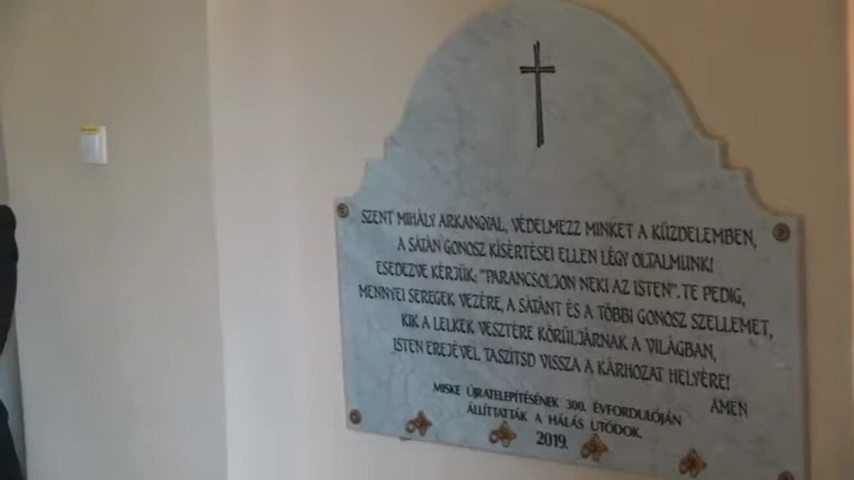 SZENT MIHÁLY ARKANGYAL, VÉDELMEZZ MINKET A KÜZDELEMBEN,
A SÁTÁN GONOSZ KÍSÉRTÉSEI ELLEN LÉGY OLTALMUNK!
ESEDEZVE KÉRJÜK: "PARANCSOLJON NEKI AZ ISTEN". TE PEDIG,
MENNYEI SEREGEK VEZÉRE, A SÁTÁNT ÉS A TÖBBI GONOSZ SZELLEMET,
KIK A LELKEK VESZTÉRE KÖRÜLJÁRNAK A VILÁGBAN,
ISTEN EREJÉVEL TASZÍTSD VISSZA A KÁRHOZAT HELYÉRE!
AMEN
MISKE ÚJRATELEPÍTÉSÉNEK 300. ÉVFORDULÓJÁN
ÁLLÍTTATTÁK A HÁLÁS UTÓDOK.
2019.